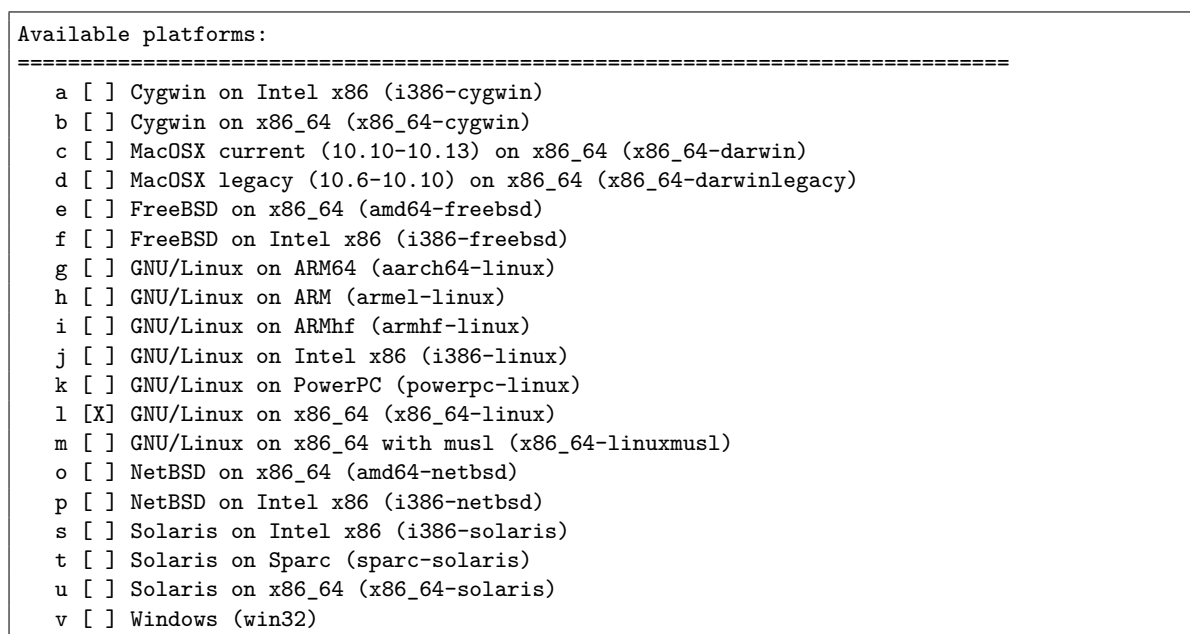 Available platforms:
===============================================================================
a [ ] Cygwin on Intel x86 (i386-cygwin)
b [ ] Cygwin on x86_64 (x86_64-cygwin)
c [ ] MacOSX current (10.10-10.13) on x86_64 (x86_64-darwin)
d [ ] MacOSX legacy (10.6-10.10) on x86_64 (x86_64-darwinlegacy)
e [ ] FreeBSD on x86_64 (amd64-freebsd)
f [ ] FreeBSD on Intel x86 (i386-freebsd)
g [ ] GNU/Linux on ARM64 (aarch64-linux)
h [ ] GNU/Linux on ARM (armel-linux)
i [ ] GNU/Linux on ARMhf (armhf-linux)
j [ ] GNU/Linux on Intel x86 (i386-linux)
k [ ] GNU/Linux on PowerPC (powerpc-linux)
l [X] GNU/Linux on x86_64 (x86_64-linux)
m [ ] GNU/Linux on x86_64 with musl (x86_64-linuxmusl)
o [ ] NetBSD on x86_64 (amd64-netbsd)
p [ ] NetBSD on Intel x86 (i386-netbsd)
s [ ] Solaris on Intel x86 (i386-solaris)
t [ ] Solaris on Sparc (sparc-solaris)
u [ ] Solaris on x86_64 (x86_64-solaris)
v [ ] Windows (win32)